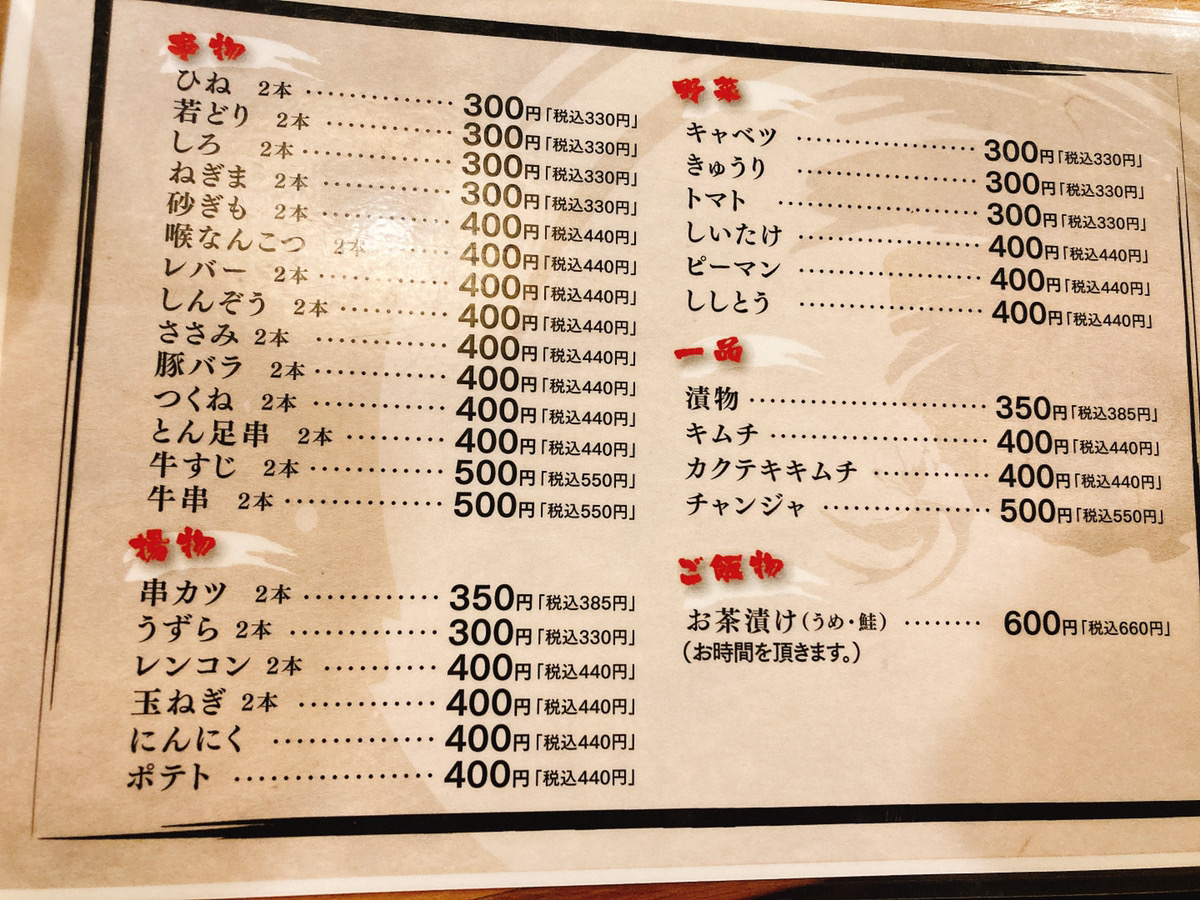 串物
ひね 2本 ………… 300円「税込330円」
若どり 2本 ………… 300円「税込330円」
しろ 2本 ………… 300円「税込330円」
ねぎま 2本 ………… 300円「税込330円」
砂ぎも 2本 ………… 400円「税込440円」
喉なんこつ 2本 ………… 400円「税込440円」
レバー 2本 ………… 400円「税込440円」
しんぞう 2本 ………… 400円「税込440円」
ささみ 2本 ………… 400円「税込440円」
豚バラ 2本 ………… 400円「税込440円」
つくね 2本 ………… 400円「税込440円」
とん足串 2本 ………… 400円「税込440円」
牛すじ 2本 ………… 500円「税込550円」
牛串 2本 ………… 500円「税込550円」
揚物
串カツ 2本 ………… 350円「税込385円」
うずら 2本 ………… 300円「税込330円」
レンコン 2本 ………… 400円「税込440円」
玉ねぎ 2本 ………… 400円「税込440円」
にんにく ………… 400円「税込440円」
ポテト ………… 400円「税込440円」
野菜
キャベツ ………… 300円「税込330円」
きゅうり ………… 300円「税込330円」
トマト ………… 300円「税込330円」
しいたけ ………… 400円「税込440円」
ピーマン ………… 400円「税込440円」
ししとう ………… 400円「税込440円」
一品
漬物 ………… 350円「税込385円」
キムチ ………… 400円「税込440円」
カクテキキムチ ………… 400円「税込440円」
チャンジャ ………… 500円「税込550円」
ご飯物
お茶漬け(うめ・鮭) ………… 600円「税込660円」
(お時間を頂きます。)